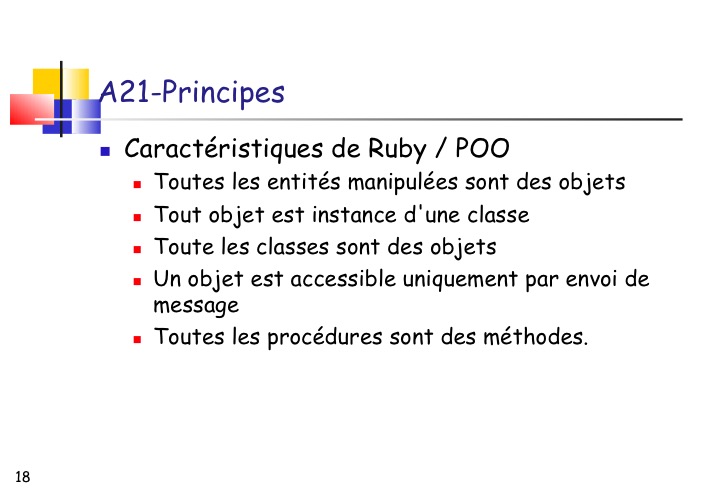 A21-Principes
Caractéristiques de Ruby / POO
Toutes les entités manipulées sont des objets
Tout objet est instance d'une classe
Toute les classes sont des objets
Un objet est accessible uniquement par envoi de
message
Toutes les procédures sont des méthodes.
18